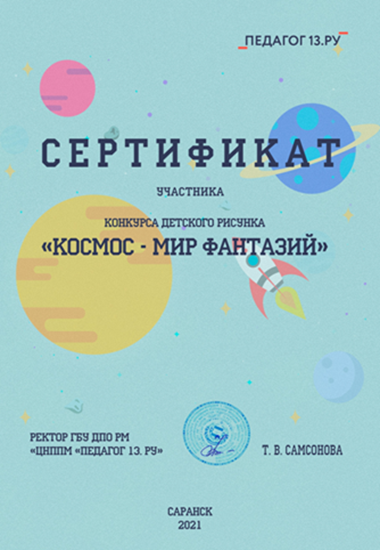 ПЕДАГОГ 13.РУ
СЕРТИФИКАТ
УЧАСТНИКА
КОНКУРСА ДЕТСКОГО РИСУНКА
«КОСМОС - МИР ФАНТАЗИЙ»
РЕКТОР ГБУ ДПО РМ
«ЦНППМ «ПЕДАГОГ 13. РУ»
Т. В. САМСОНОВА
САРАНСК
2021